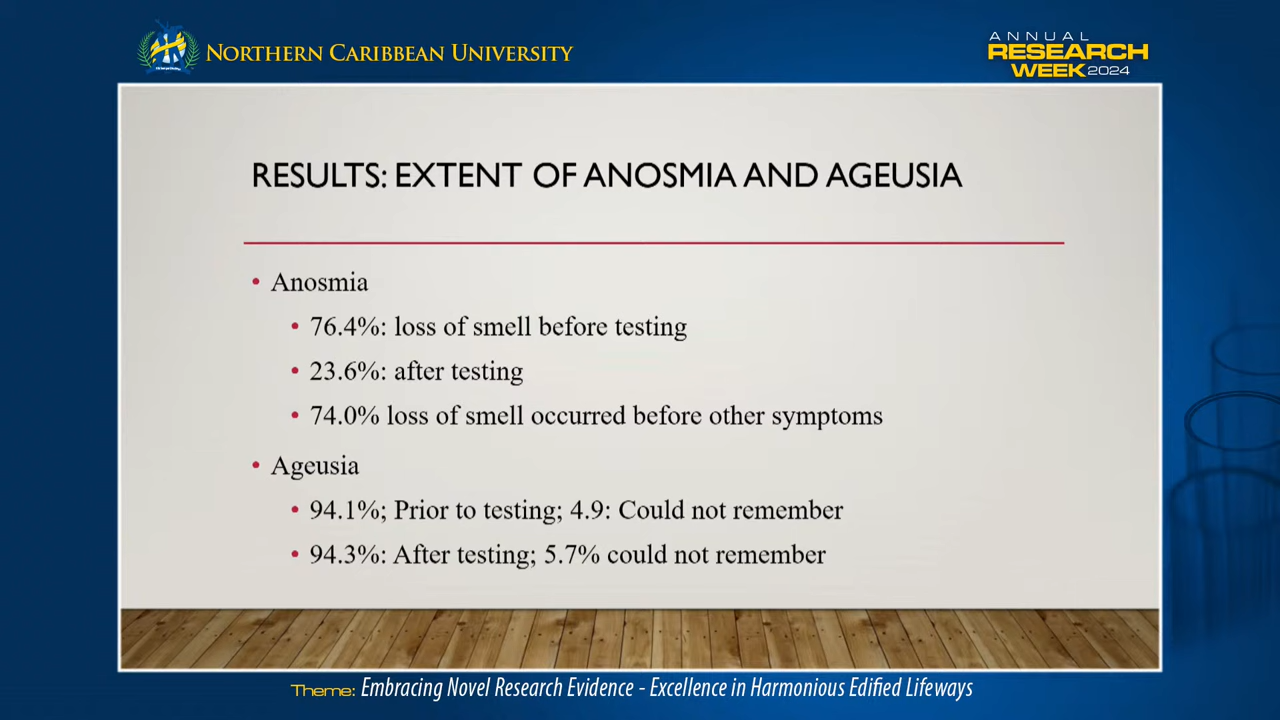 NORTHERN CARIBBEAN UNIVERSITY
ANNUAL
RESEARCH
WEEK 2024
RESULTS: EXTENT OF ANOSMIA AND AGEUSIA
• Anosmia
• 76.4%: loss of smell before testing
• 23.6%: after testing
• 74.0% loss of smell occurred before other symptoms
• Ageusia
• 94.1%; Prior to testing; 4.9: Could not remember
• 94.3%: After testing; 5.7% could not remember
Theme: Embracing Novel Research Evidence - Excellence in Harmonious Edified Lifeways